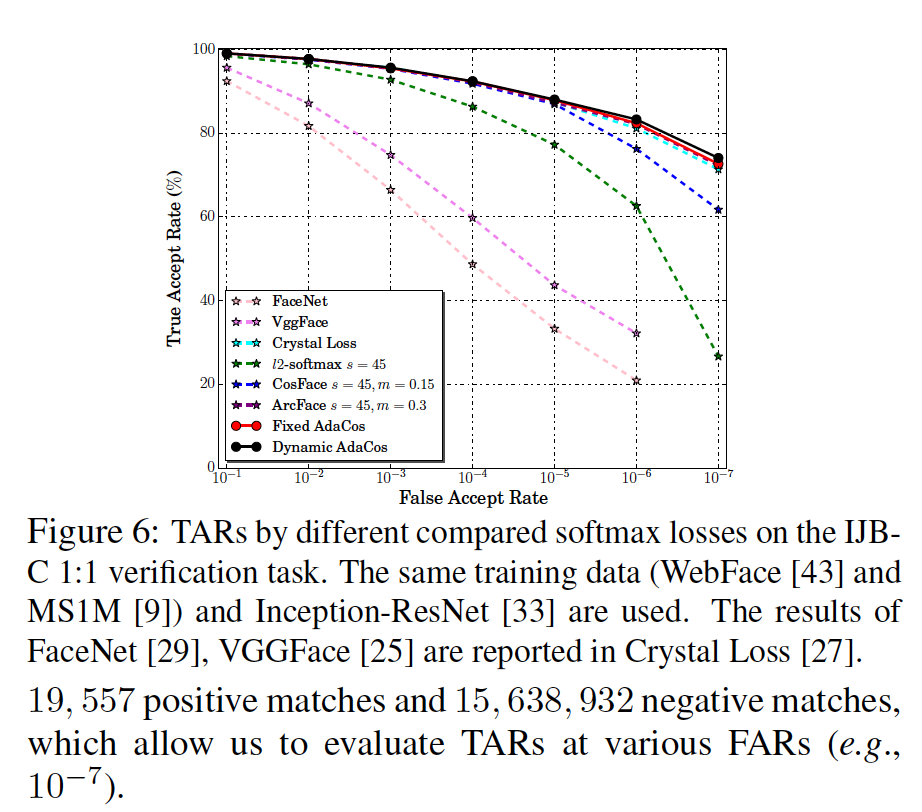 100
80
60
40
20
0
True Accept Rate (%)
FaceNet
VggFace
Crystal Loss
l2-softmax s = 45
CosFace s = 45, m = 0.15
ArcFace s = 45, m = 0.3
Fixed AdaCos
Dynamic AdaCos
10⁻¹ 10⁻² 10⁻³ 10⁻⁴ 10⁻⁵ 10⁻⁶ 10⁻⁷
False Accept Rate
Figure 6: TARs by different compared softmax losses on the IJB-
C 1:1 verification task. The same training data (WebFace [43] and
MS1M [9]) and Inception-ResNet [33] are used. The results of
FaceNet [29], VGGFace [25] are reported in Crystal Loss [27].
19, 557 positive matches and 15, 638, 932 negative matches,
which allow us to evaluate TARs at various FARs (e.g.,
10⁻⁷).